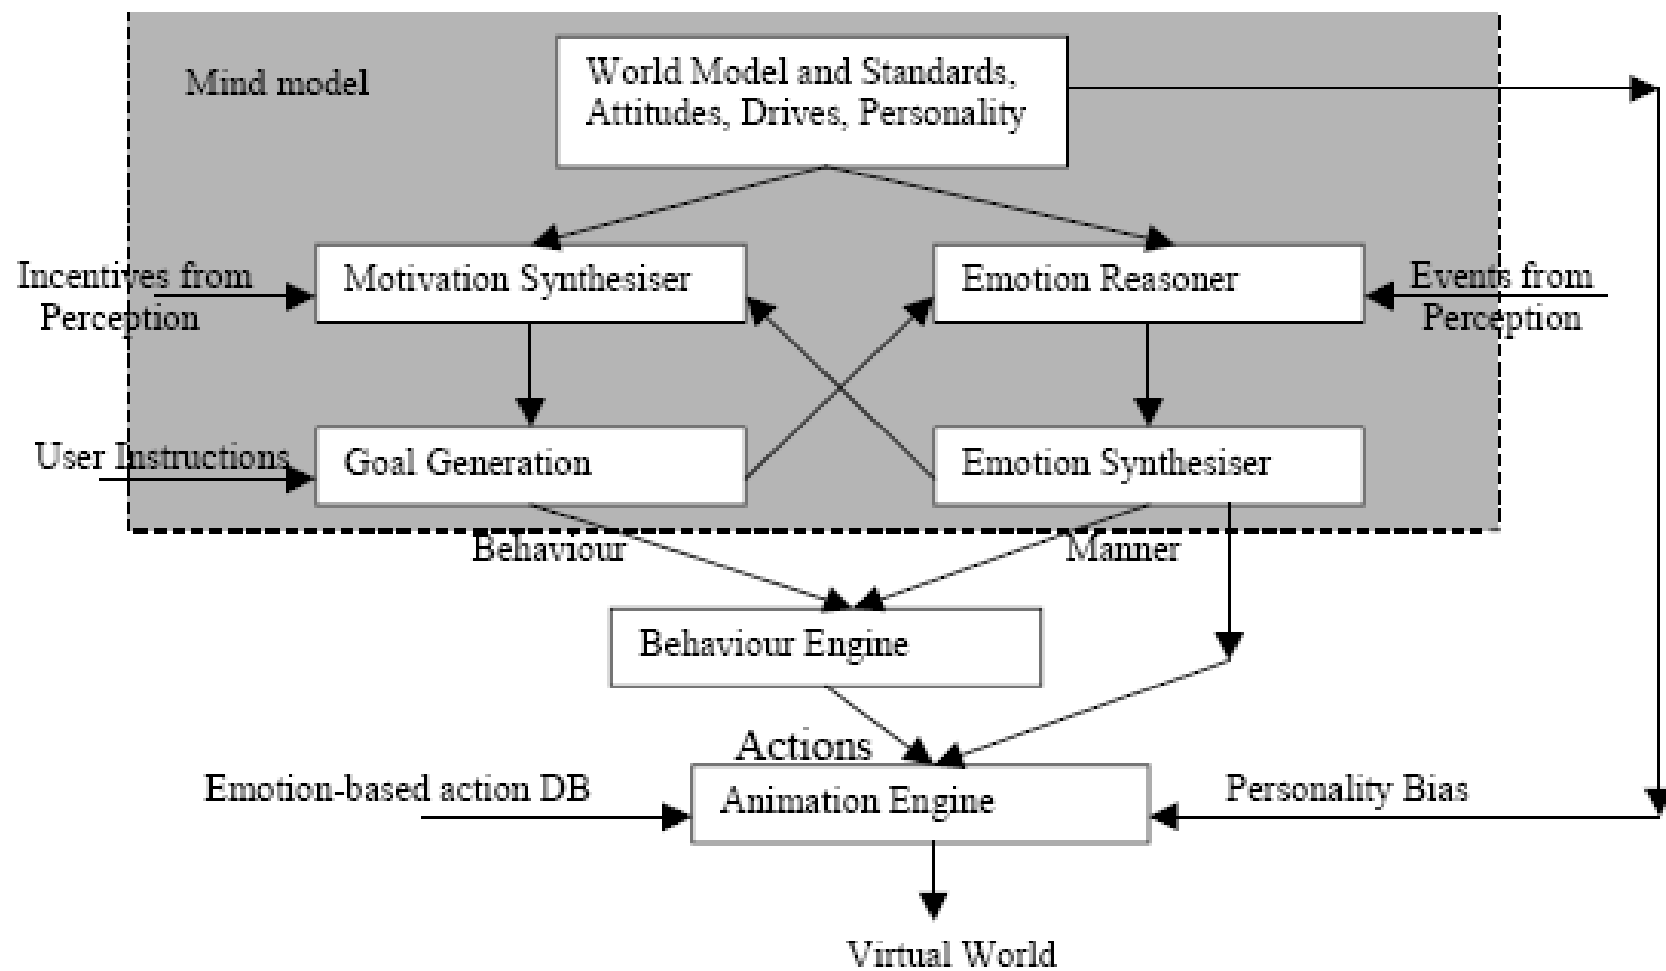 Mind model
World Model and Standards,
Attitudes, Drives, Personality
Incentives from
Perception
Motivation Synthesiser
Emotion Reasoner
Events from
Perception
User Instructions
Goal Generation
Emotion Synthesiser
Behaviour
Manner
Behaviour Engine
Actions
Emotion-based action DB
Animation Engine
Personality Bias
Virtual World